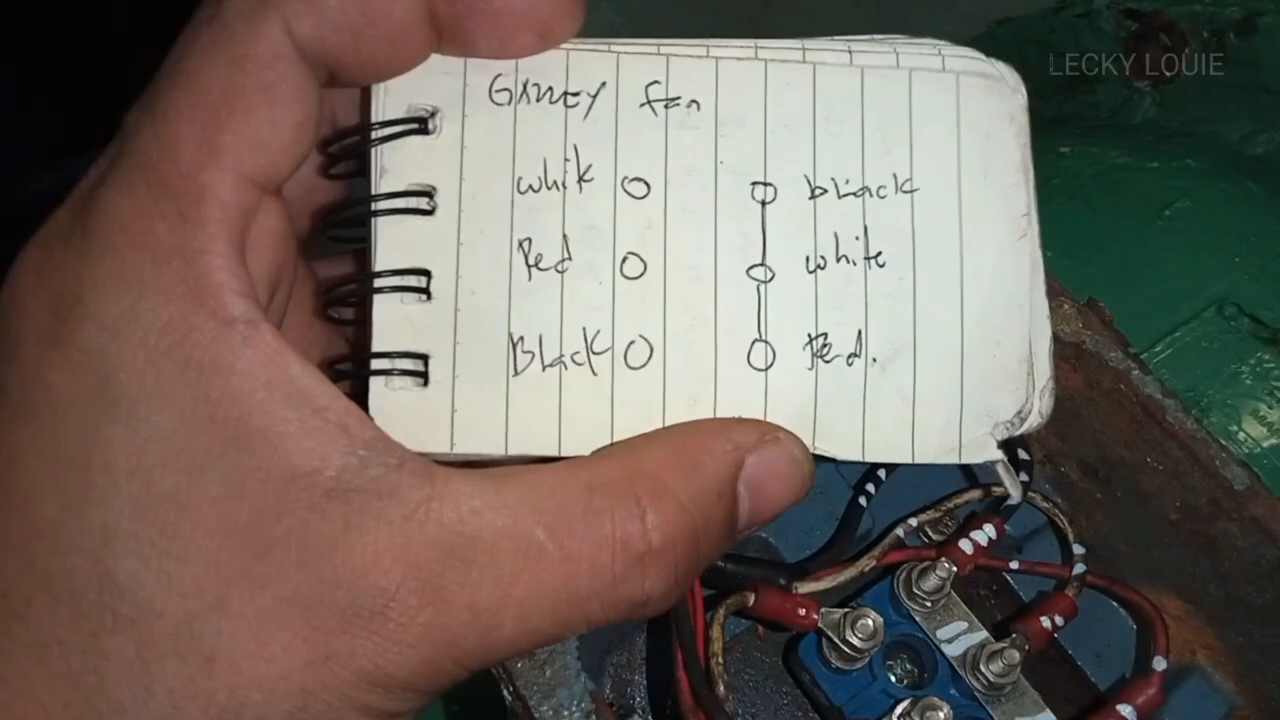 LECKY LOUIE
GALLEY fan
white black
Red white
Black Red.